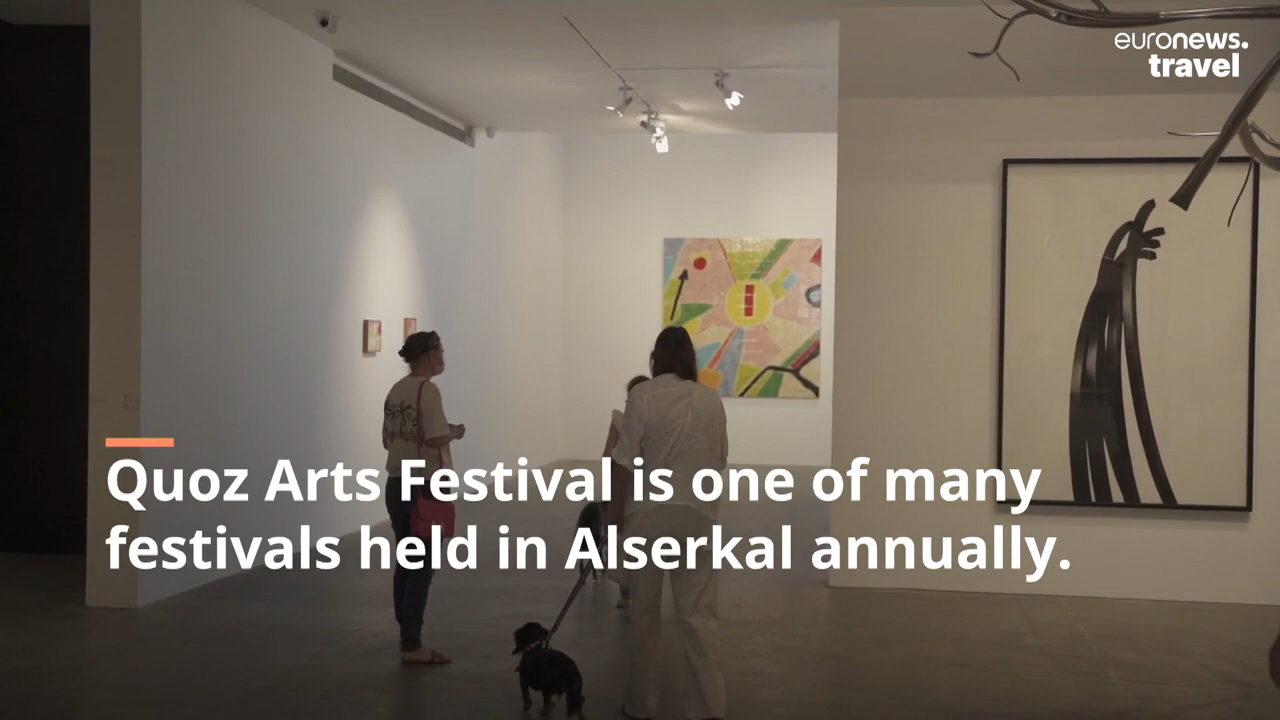 euronews.
travel
Quoz Arts Festival is one of many
festivals held in Alserkal annually.